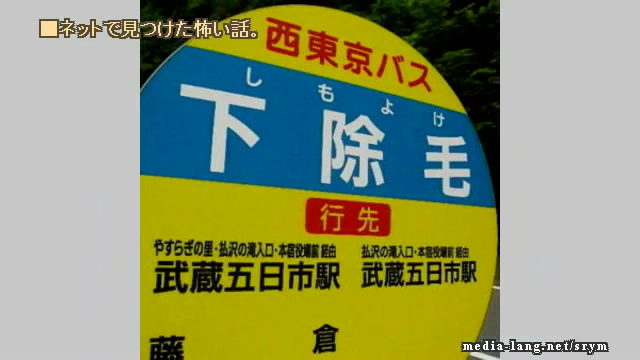 ■ネットで見つけた怖い話。
西東京バス
しもよけ
下除毛
行先
やすらぎの里・払沢の滝入口・本宿役場前 経由
武蔵五日市駅
払沢の滝入口・本宿役場前 経由
武蔵五日市駅
藤倉
media-lang.net/srym